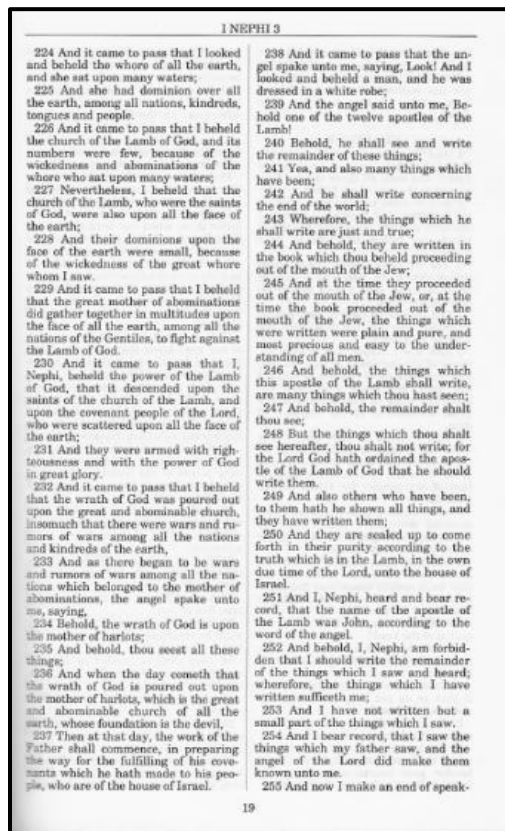 I NEPHI 3
224 And it came to pass that I looked
and beheld the whore of all the earth,
and she sat upon many waters;
225 And she had dominion over all
the earth, among all nations, kindreds,
tongues and people.
226 And it came to pass that I beheld
the church of the Lamb of God, and its
numbers were few, because of the
wickedness and abominations of the
whore who sat upon many waters;
227 Nevertheless, I beheld that the
church of the Lamb, who were the saints
of God, were also upon all the face of
the earth;
228 And their dominions upon the
face of the earth were small, because
of the wickedness of the great whore
whom I saw.
229 And it came to pass that I beheld
that the great mother of abominations
did gather together in multitudes upon
the face of all the earth, among all the
nations of the Gentiles, to fight against
the Lamb of God.
230 And it came to pass that I,
Nephi, beheld the power of the Lamb
of God, that it descended upon the
saints of the church of the Lamb, and
upon the covenant people of the Lord,
who were scattered upon all the face of
the earth;
231 And they were armed with righ-
teousness and with the power of God
in great glory.
232 And it came to pass that I beheld
that the wrath of God was poured out
upon the great and abominable church,
insomuch that there were wars and ru-
mors of wars among all the nations
and kindreds of the earth,
233 And as there began to be wars
and rumors of wars among all the na-
tions which belonged to the mother of
abominations, the angel spake unto
me, saying,
234 Behold, the wrath of God is upon
the mother of harlots;
235 And behold, thou seest all these
things;
236 And when the day cometh that
the wrath of God is poured out upon
the mother of harlots, which is the great
and abominable church of all the
earth, whose foundation is the devil,
237 Then at that day, the work of the
Father shall commence, in preparing
the way for the fulfilling of his cove-
nants which he hath made to his peo-
ple, who are of the house of Israel.
238 And it came to pass that the an-
gel spake unto me, saying, Look! And I
looked and beheld a man, and he was
dressed in a white robe;
239 And the angel said unto me, Be-
hold one of the twelve apostles of the
Lamb!
240 Behold, he shall see and write
the remainder of these things;
241 Yea, and also many things which
have been;
242 And he shall write concerning
the end of the world;
243 Wherefore, the things which he
shall write are just and true;
244 And behold, they are written in
the book which thou beheld proceeding
out of the mouth of the Jew;
245 And at the time they proceeded
out of the mouth of the Jew, or, at the
time the book proceeded out of the
mouth of the Jew, the things which
were written were plain and pure, and
most precious and easy to the under-
standing of all men.
246 And behold, the things which
this apostle of the Lamb shall write,
are many things which thou hast seen;
247 And behold, the remainder shalt
thou see;
248 But the things which thou shalt
see hereafter, thou shalt not write; for
the Lord God hath ordained the apos-
tle of the Lamb of God that he should
write them.
249 And also others who have been,
to them hath he shown all things, and
they have written them;
250 And they are sealed up to come
forth in their purity according to the
truth which is in the Lamb, in the own
due time of the Lord, unto the house of
Israel.
251 And I, Nephi, heard and bear re-
cord, that the name of the apostle of
the Lamb was John, according to the
word of the angel.
252 And behold, I, Nephi, am forbid-
den that I should write the remainder
of the things which I saw and heard;
wherefore, the things which I have
written sufficeth me;
253 And I have not written but a
small part of the things which I saw.
254 And I bear record, that I saw the
things which my father saw, and the
angel of the Lord did make them
known unto me.
255 And now I make an end of speak-
19